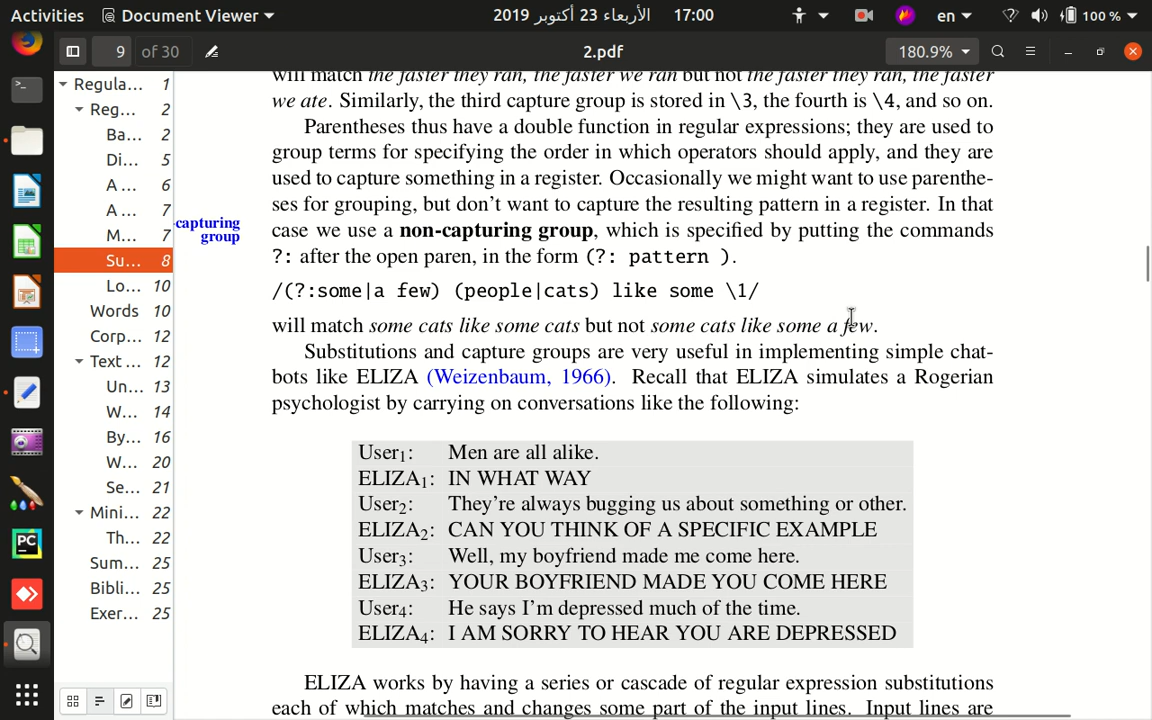 Activities Document Viewer الأربعاء 23 أكتوبر 2019 17:00 en 100 %
9 of 30 2.pdf 180.9%
Regula... 1
Reg... 2
Ba... 2
Di... 5
A ... 6
A ... 7
M... 7
Su... 8
Lo... 10
Words 10
Corp... 12
Text ... 12
Un... 13
W... 14
By... 16
W... 20
Se... 21
Mini... 22
Th... 22
Sum... 25
Bibli... 25
Exer... 25
will match the faster they ran, the faster we ran but not the faster they ran, the faster
we ate. Similarly, the third capture group is stored in \3, the fourth is \4, and so on.
Parentheses thus have a double function in regular expressions; they are used to
group terms for specifying the order in which operators should apply, and they are
used to capture something in a register. Occasionally we might want to use parenthe-
ses for grouping, but don't want to capture the resulting pattern in a register. In that
-capturing
group
case we use a non-capturing group, which is specified by putting the commands
?: after the open paren, in the form (?: pattern ).
/(?:some|a few) (people|cats) like some \1/
will match some cats like some cats but not some cats like some a few.
Substitutions and capture groups are very useful in implementing simple chat-
bots like ELIZA (Weizenbaum, 1966). Recall that ELIZA simulates a Rogerian
psychologist by carrying on conversations like the following:
User1: Men are all alike.
ELIZA1: IN WHAT WAY
User2: They're always bugging us about something or other.
ELIZA2: CAN YOU THINK OF A SPECIFIC EXAMPLE
User3: Well, my boyfriend made me come here.
ELIZA3: YOUR BOYFRIEND MADE YOU COME HERE
User4: He says I'm depressed much of the time.
ELIZA4: I AM SORRY TO HEAR YOU ARE DEPRESSED
ELIZA works by having a series or cascade of regular expression substitutions
each of which matches and changes some part of the input lines. Input lines are
PC